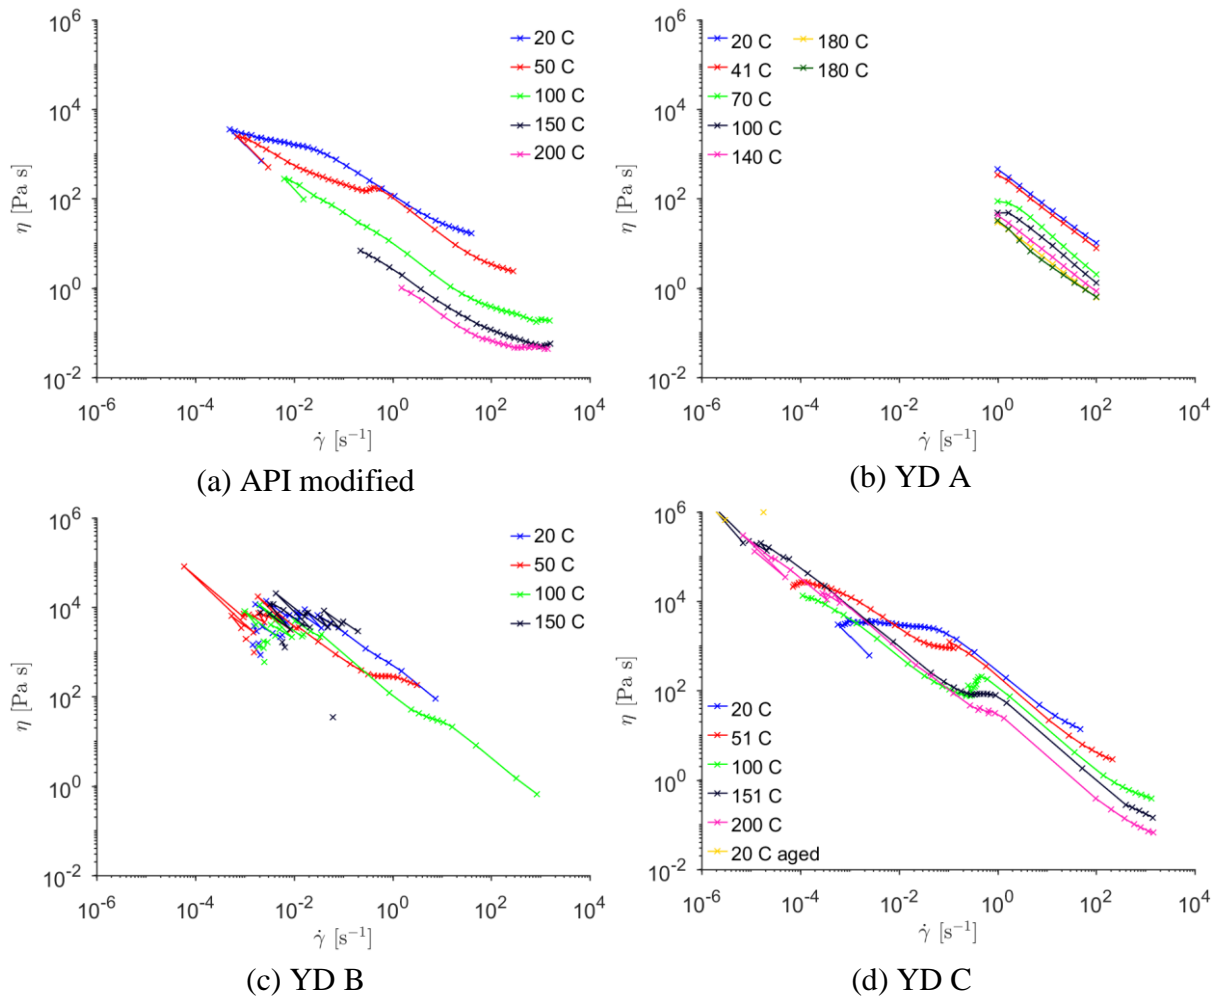 10^6
10^4
10^2
10^0
10^-2
η [Pa s]
20 C
50 C
100 C
150 C
200 C
10^-6 10^-4 10^-2 10^0 10^2 10^4
γ̇ [s^-1]
(a) API modified
10^6
10^4
10^2
10^0
10^-2
η [Pa s]
20 C 180 C
41 C 180 C
70 C
100 C
140 C
10^-6 10^-4 10^-2 10^0 10^2 10^4
γ̇ [s^-1]
(b) YD A
10^6
10^4
10^2
10^0
10^-2
η [Pa s]
20 C
50 C
100 C
150 C
10^-6 10^-4 10^-2 10^0 10^2 10^4
γ̇ [s^-1]
(c) YD B
10^6
10^4
10^2
10^0
10^-2
η [Pa s]
20 C
51 C
100 C
151 C
200 C
20 C aged
10^-6 10^-4 10^-2 10^0 10^2 10^4
γ̇ [s^-1]
(d) YD C